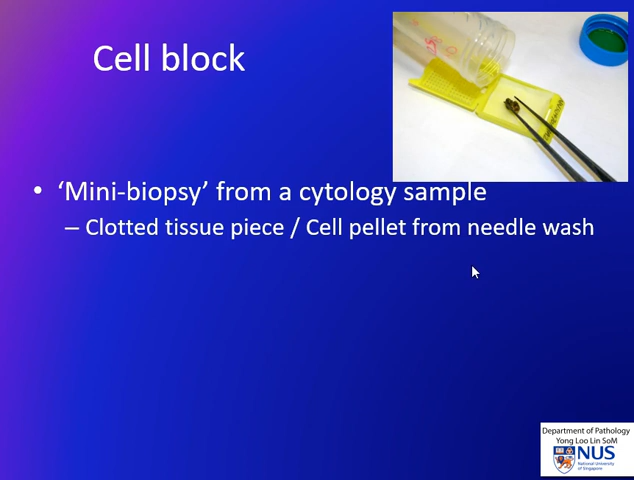 Cell block
• ‘Mini-biopsy’ from a cytology sample
– Clotted tissue piece / Cell pellet from needle wash
Department of Pathology
Yong Loo Lin SoM
NUS
National University
of Singapore